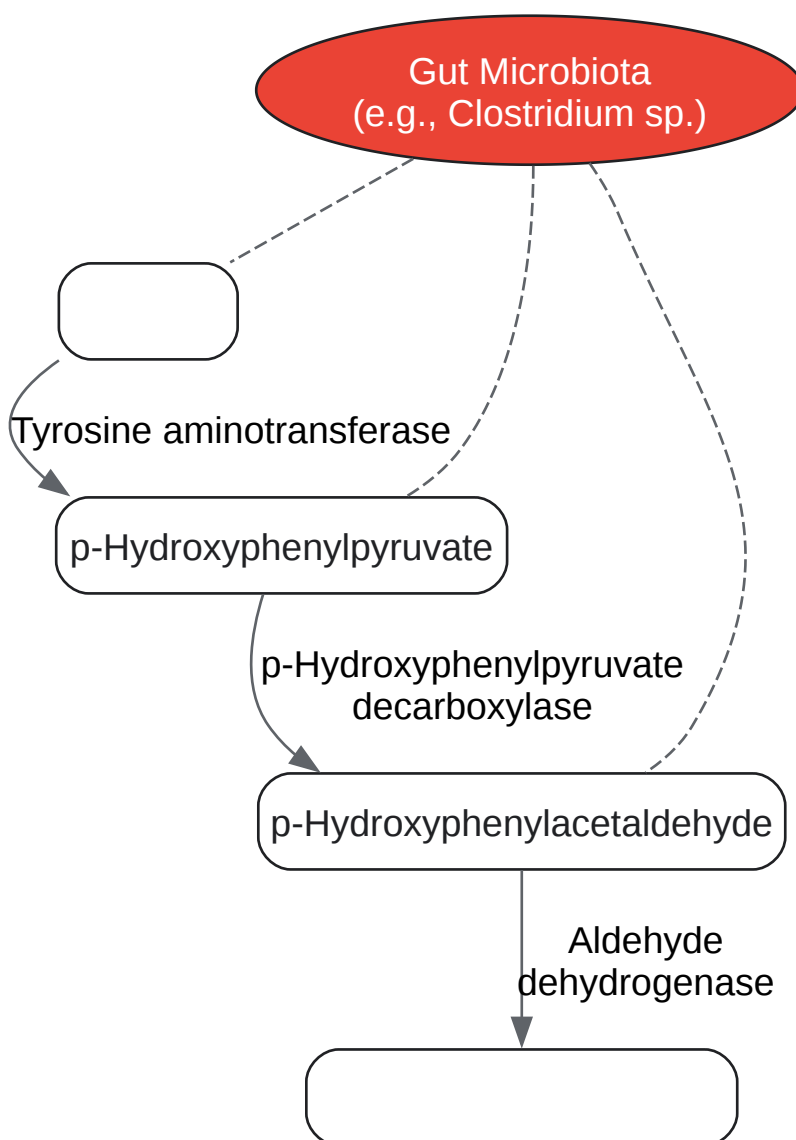 Gut Microbiota
(e.g., Clostridium sp.)
Tyrosine aminotransferase
p-Hydroxyphenylpyruvate
p-Hydroxyphenylpyruvate
decarboxylase
p-Hydroxyphenylacetaldehyde
Aldehyde
dehydrogenase